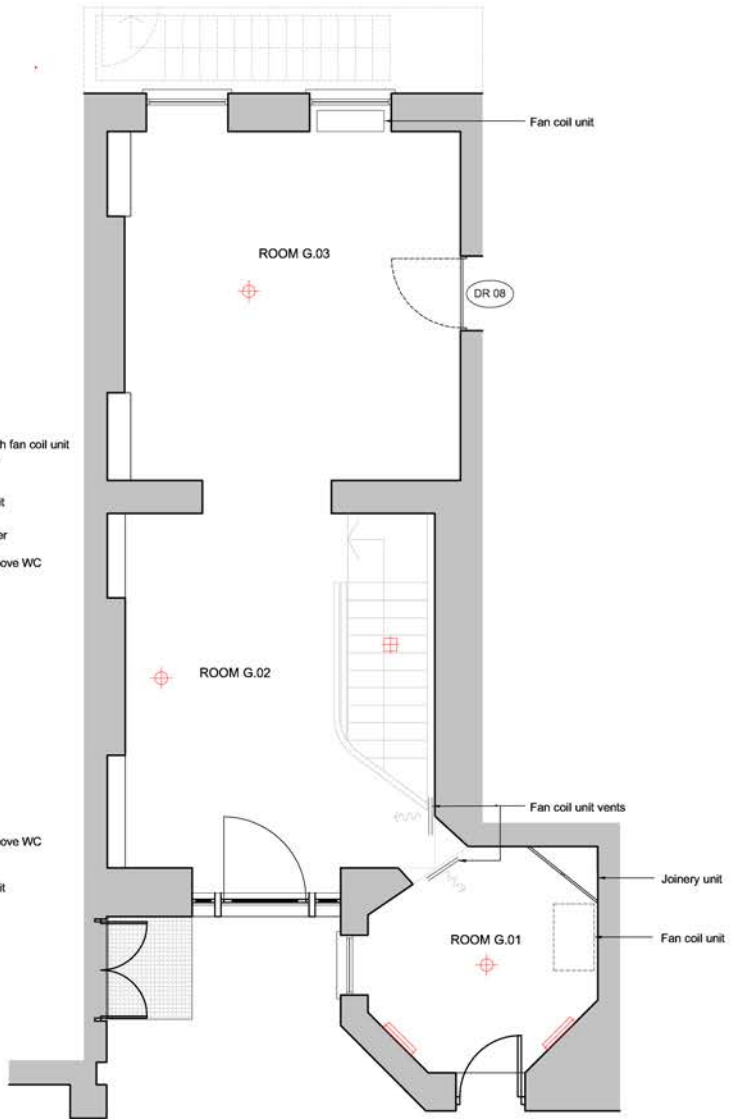 Fan coil unit
ROOM G.03
DR 08
h fan coil unit
it
er
ove WC
ROOM G.02
Fan coil unit vents
ove WC
Joinery unit
it
ROOM G.01
Fan coil unit